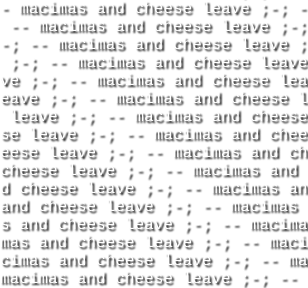 - macimas and cheese leave ;-; -
-- macimas and cheese leave ;-;
-; -- macimas and cheese leave ;
;-; -- macimas and cheese leave
ve ;-; -- macimas and cheese lea
eave ;-; -- macimas and cheese l
leave ;-; -- macimas and cheese
se leave ;-; -- macimas and chee
eese leave ;-; -- macimas and ch
cheese leave ;-; -- macimas and
d cheese leave ;-; -- macimas an
and cheese leave ;-; -- macimas
s and cheese leave ;-; -- macima
mas and cheese leave ;-; -- maci
cimas and cheese leave ;-; -- ma
macimas and cheese leave ;-; --